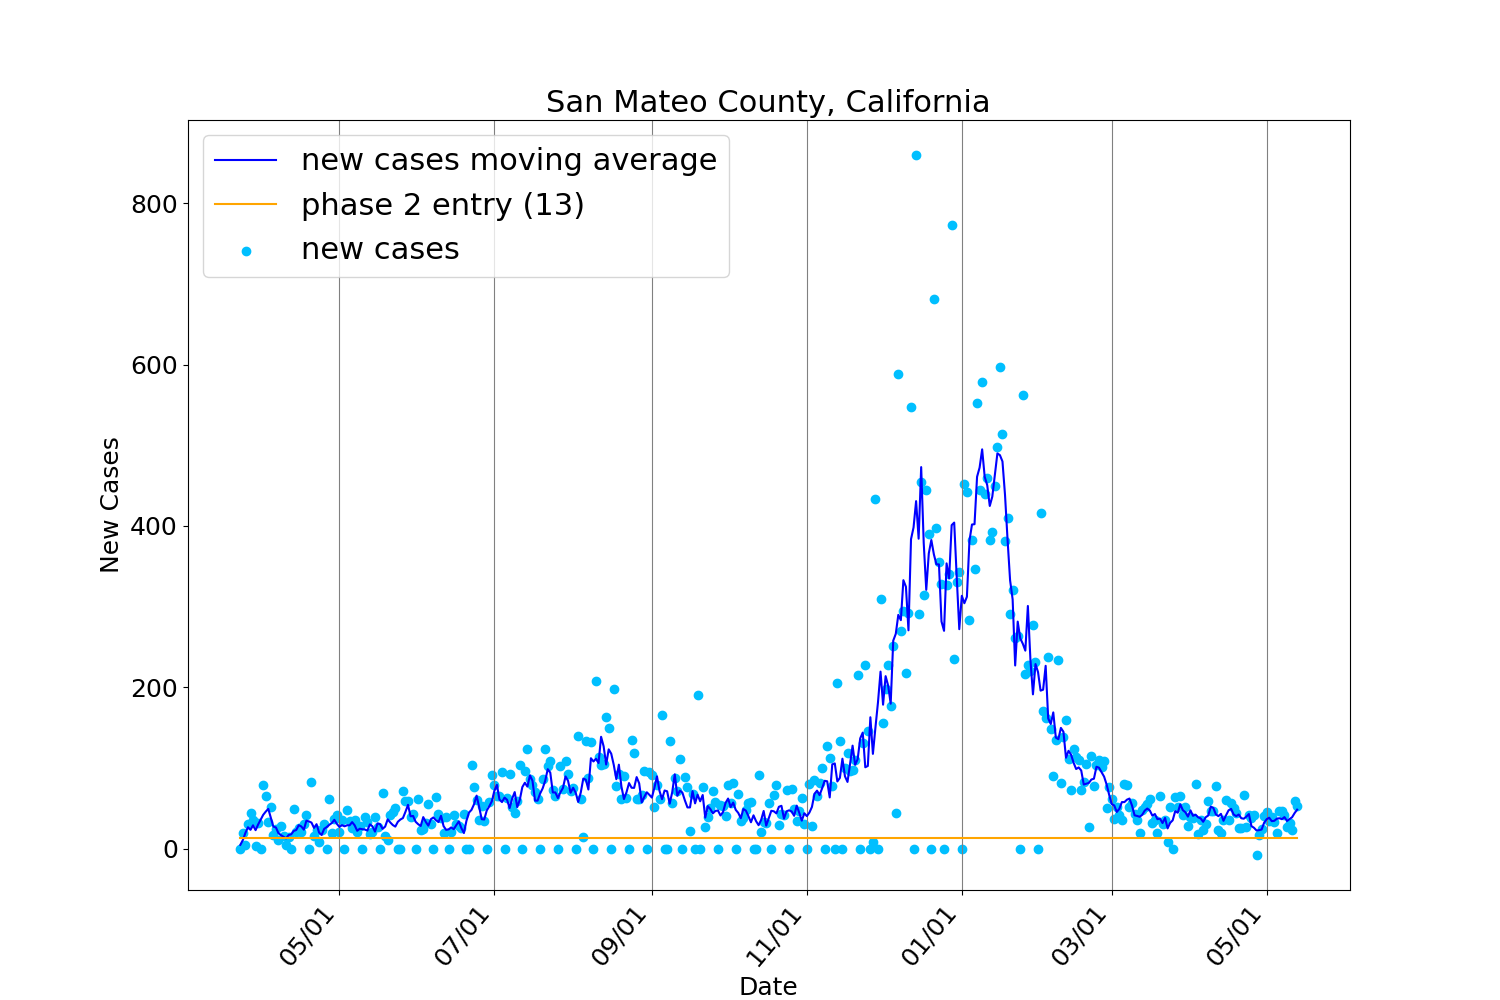 San Mateo County, California
new cases moving average
phase 2 entry (13)
new cases
800
600
400
200
0
New Cases
05/01
07/01
09/01
11/01
01/01
03/01
05/01
Date